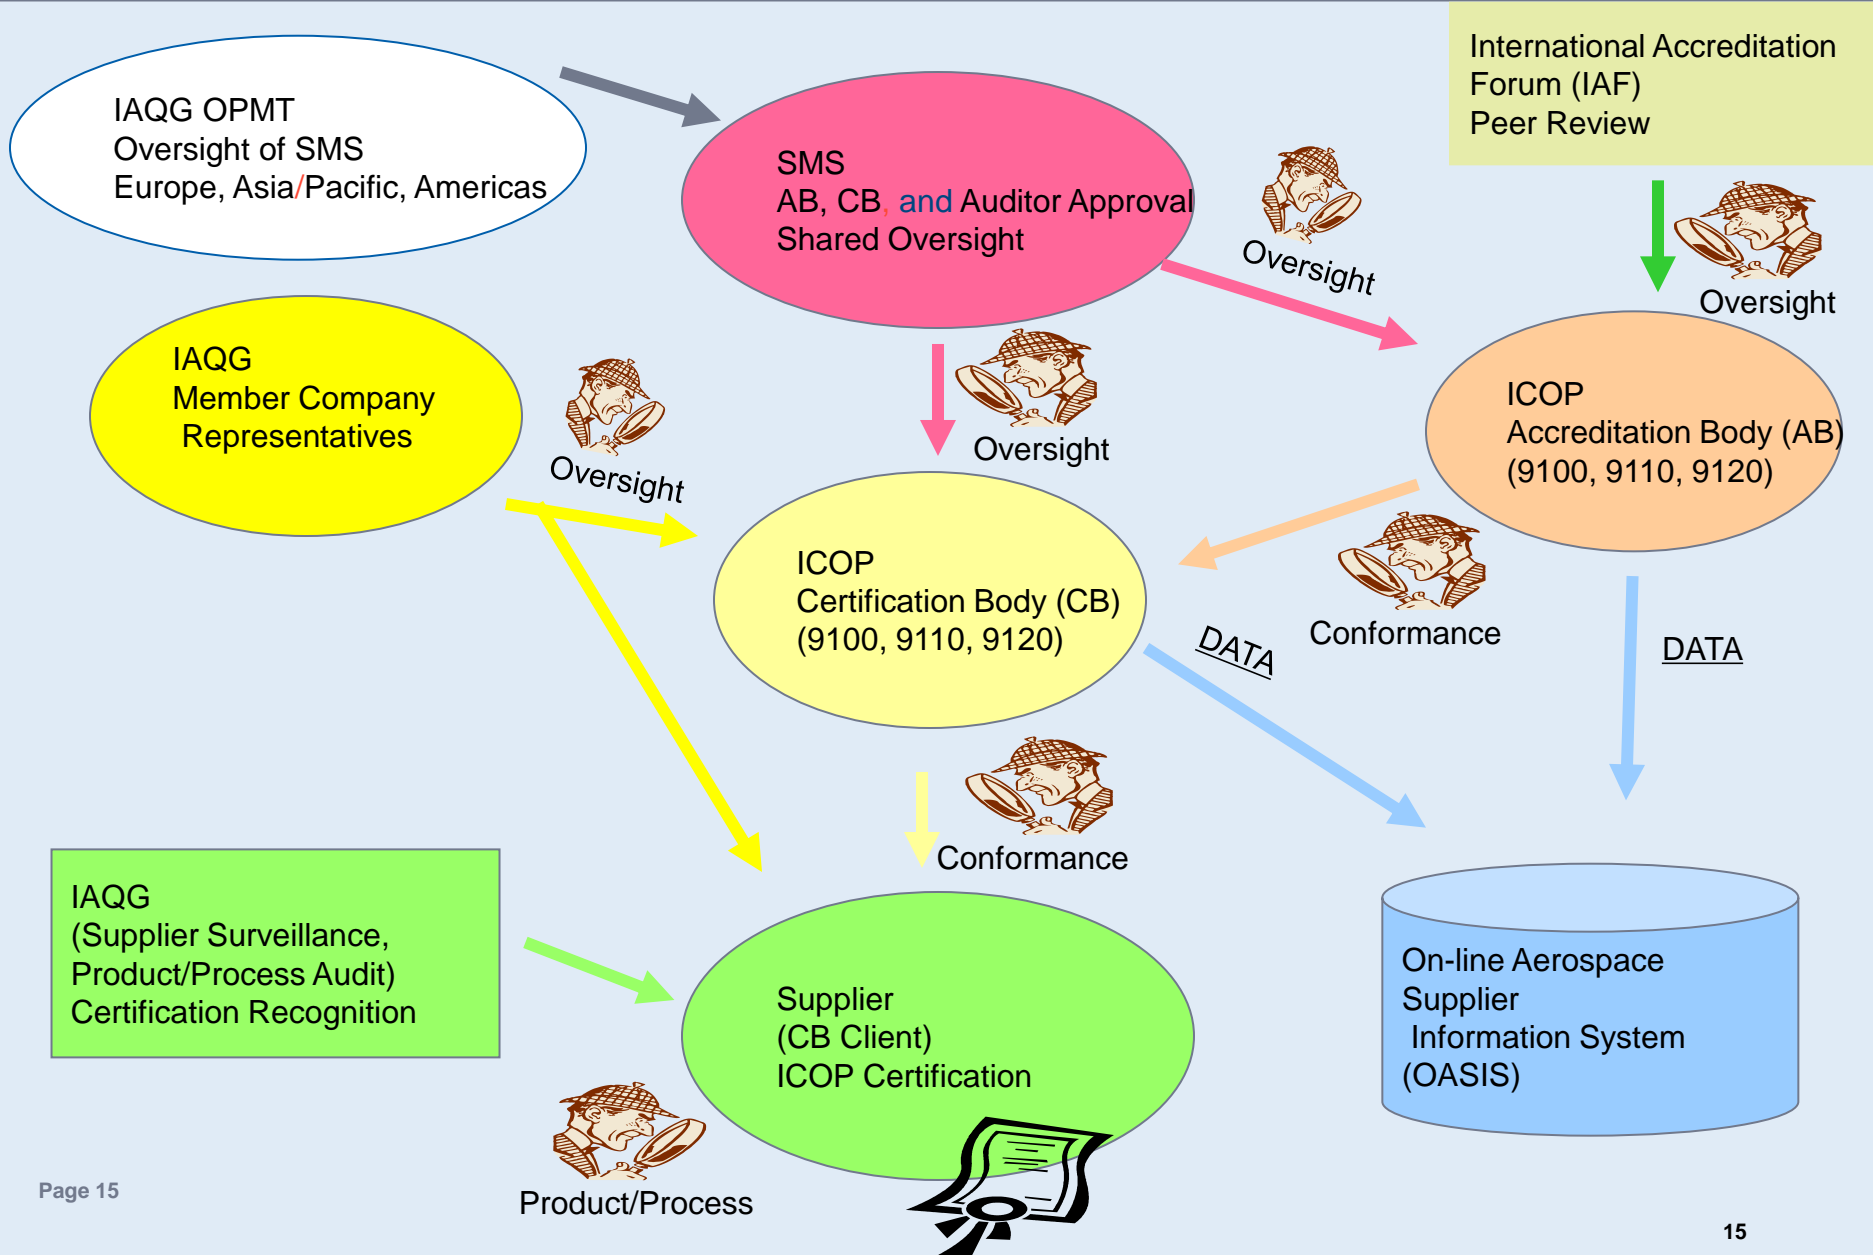 IAQG OPMT
Oversight of SMS
Europe, Asia/Pacific, Americas
SMS
AB, CB, and Auditor Approval
Shared Oversight
International Accreditation
Forum (IAF)
Peer Review
Oversight
Oversight
IAQG
Member Company
Representatives
Oversight
Oversight
ICOP
Accreditation Body (AB)
(9100, 9110, 9120)
ICOP
Certification Body (CB)
(9100, 9110, 9120)
Conformance
DATA
DATA
Conformance
IAQG
(Supplier Surveillance,
Product/Process Audit)
Certification Recognition
Supplier
(CB Client)
ICOP Certification
On-line Aerospace
Supplier
Information System
(OASIS)
Product/Process
Page 15
15